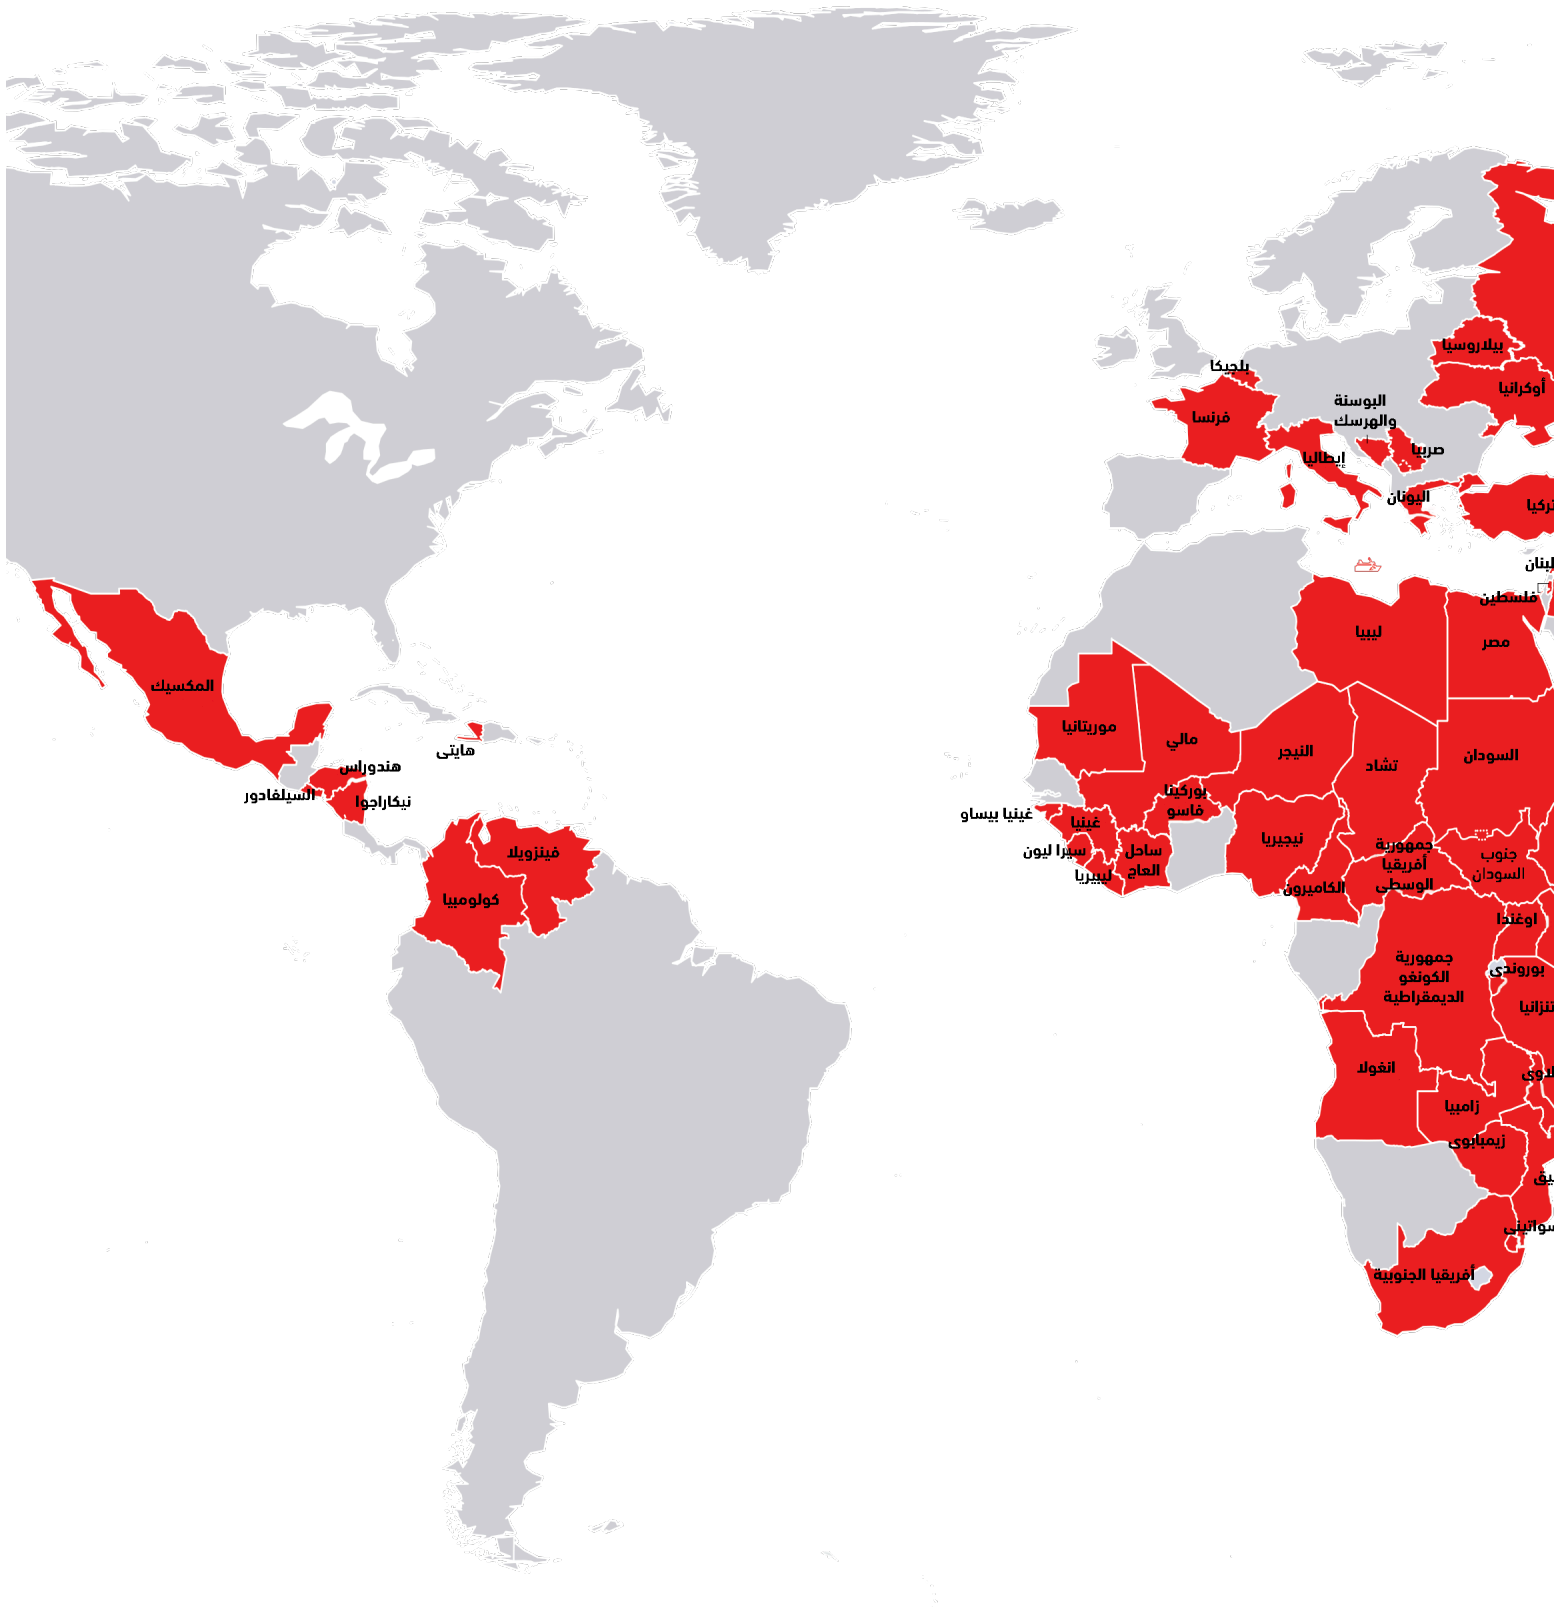 بيلاروسيا
بلجيكا
أوكرانيا
البوسنة
والهرسك
فرنسا
صربيا
إيطاليا
اليونان
لبنان
فلسطين
ليبيا
مصر
المكسيك
موريتانيا
مالي
النيجر
السودان
تشاد
هايتي
هندوراس
السيلفادور
نيكاراجوا
بوركينا
فاسو
غينيا بيساو
غينيا
نيجيريا
جمهورية
أفريقيا
الوسطى
جنوب
السودان
سيرا ليون
ساحل
العاج
ليبيريا
الكاميرون
فينزويلا
كولومبيا
اوغندا
جمهورية
الكونغو
الديمقراطية
بوروندي
تنزانيا
انغولا
زامبيا
زيمبابوي
أفريقيا الجنوبية